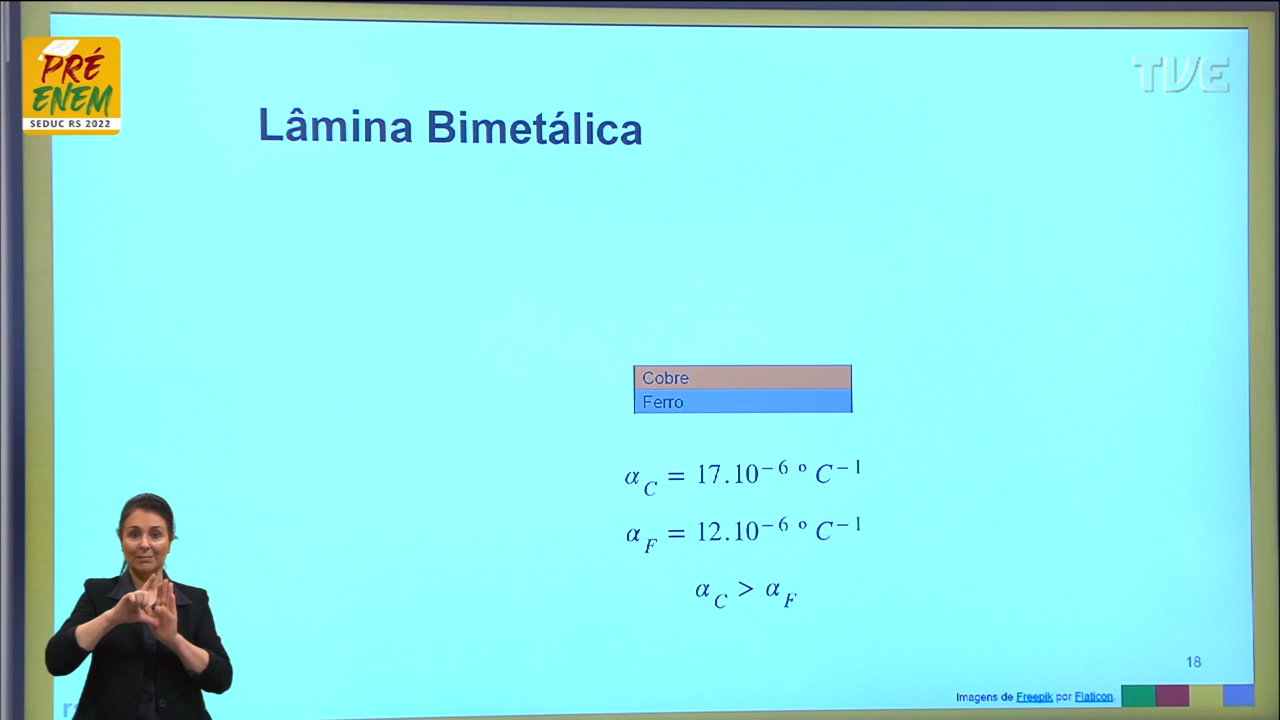 PRÉ
ENEM
SEDUC RS 2022
TVE
Lâmina Bimetálica
Cobre
Ferro
α_C = 17.10⁻⁶ °C⁻¹
α_F = 12.10⁻⁶ °C⁻¹
α_C > α_F
18
Imagens de Freepik por Flaticon.